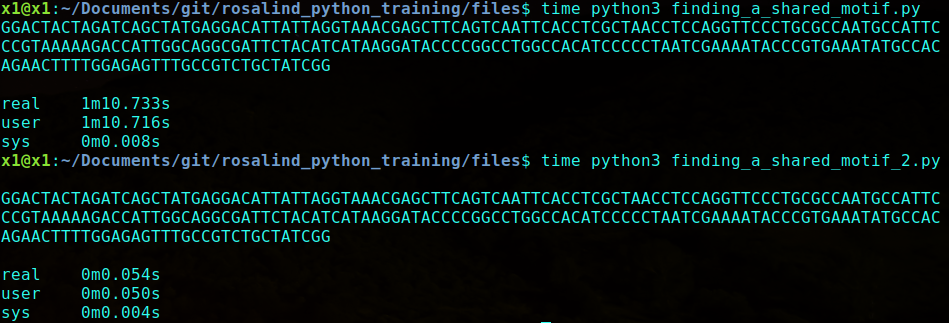 x1@x1:~/Documents/git/rosalind_python_training/files$ time python3 finding_a_shared_motif.py
GGACTACTAGATCAGCTATGAGGACATTATTAGGTAAACGAGCTTCAGTCAATTCACCTCGCTAACCTCCAGGTTCCCTGCGCCAATGCCATTC
CCGTAAAAAGACCATTGGCAGGCGATTCTACATCATAAGGATACCCCGGCCTGGCCACATCCCCCTAATCGAAAATACCCGTGAAATATGCCAC
AGAACTTTTGGAGAGTTTGCCGTCTGCTATCGG
real 1m10.733s
user 1m10.716s
sys 0m0.008s
x1@x1:~/Documents/git/rosalind_python_training/files$ time python3 finding_a_shared_motif_2.py
GGACTACTAGATCAGCTATGAGGACATTATTAGGTAAACGAGCTTCAGTCAATTCACCTCGCTAACCTCCAGGTTCCCTGCGCCAATGCCATTC
CCGTAAAAAGACCATTGGCAGGCGATTCTACATCATAAGGATACCCCGGCCTGGCCACATCCCCCTAATCGAAAATACCCGTGAAATATGCCAC
AGAACTTTTGGAGAGTTTGCCGTCTGCTATCGG
real 0m0.054s
user 0m0.050s
sys 0m0.004s